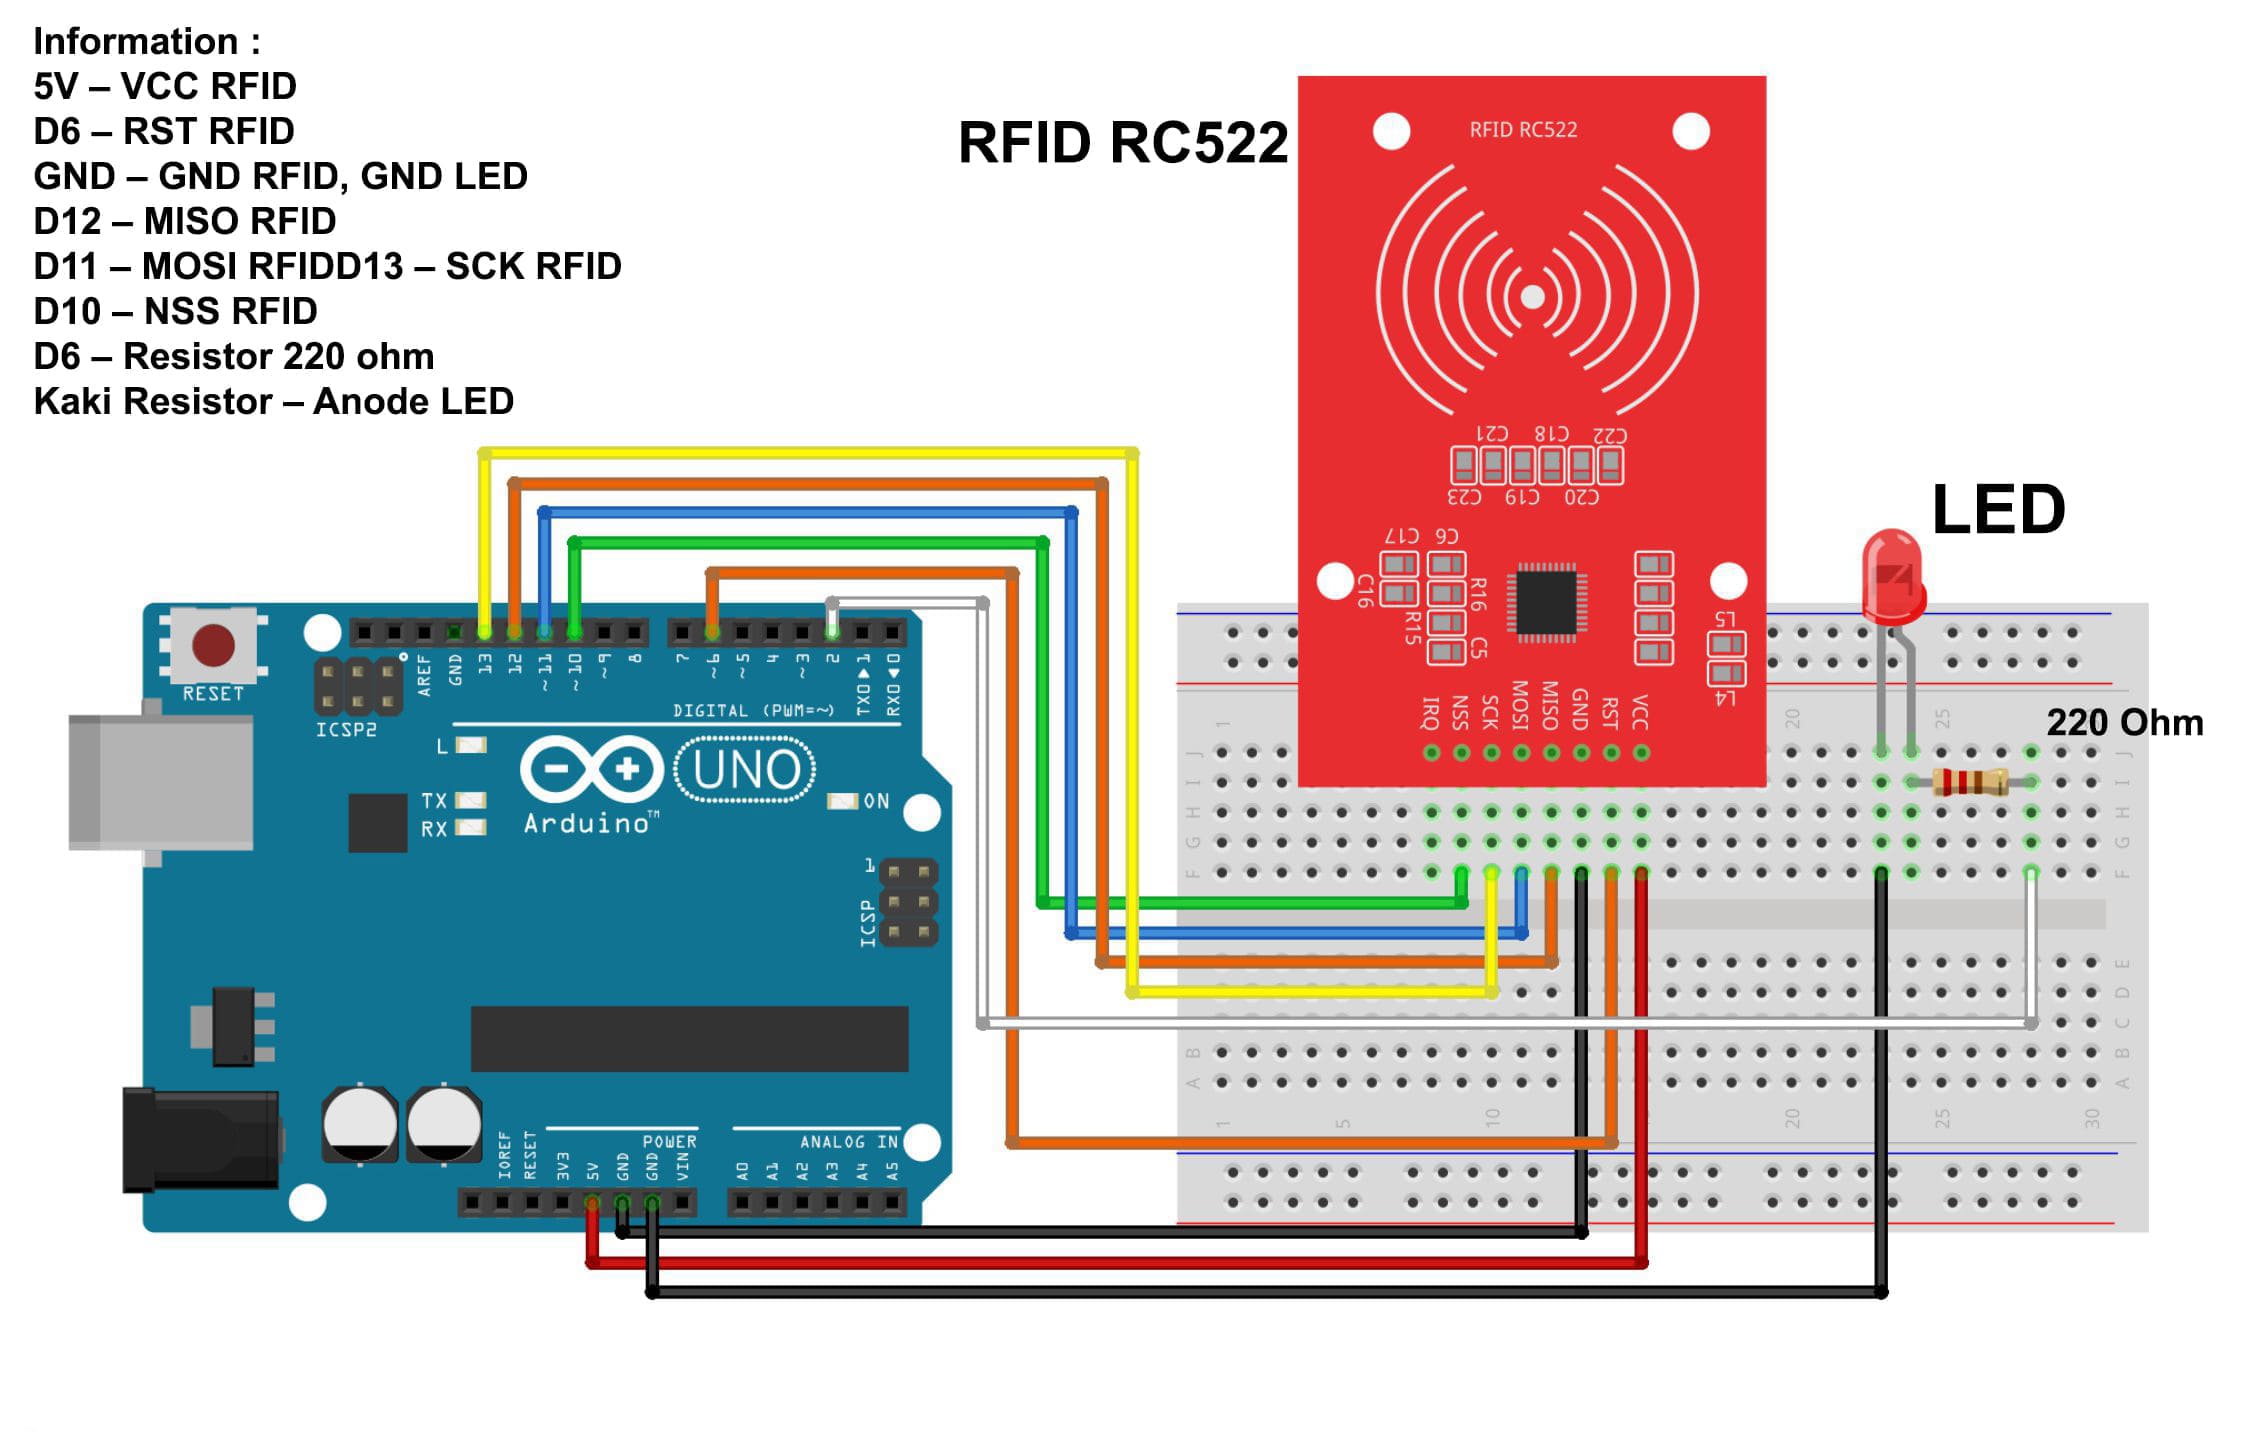 Information :
5V – VCC RFID
D6 – RST RFID
GND – GND RFID, GND LED
D12 – MISO RFID
D11 – MOSI RFIDD13 – SCK RFID
D10 – NSS RFID
D6 – Resistor 220 ohm
Kaki Resistor – Anode LED
RFID RC522
RFID RC522
C21 C18 C22
C23 C19 C20
C17 C6
C16 R16
R15 C5
L5
L4
IRQ NSS SCK MOSI MISO GND RST VCC
LED
220 Ohm
RESET
ICSP2
AREF GND 13 12 ~11 ~10 ~9 8
7 ~6 ~5 4 ~3 2 TX0▶1 RX0◀0
DIGITAL (PWM=~)
L
TX
RX
Arduino™
UNO
ON
1
ICSP
IOREF RESET 3V3 5V GND GND VIN
POWER
ANALOG IN
A0 A1 A2 A3 A4 A5
1 20 25
J J
I I
H H
G G
F F
E
D
C
B B
A A
1 5 10 20 25 30